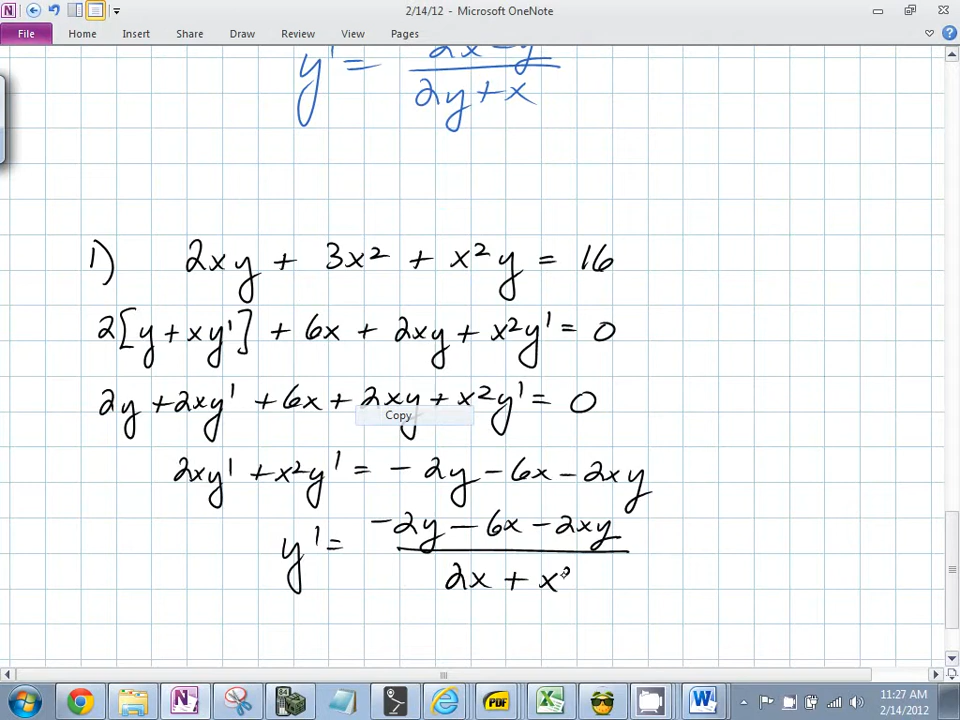 2/14/12 - Microsoft OneNote
File Home Insert Share Draw Review Review View Pages
y' = 2x - y
2y + x
1) 2xy + 3x² + x²y = 16
2[y + xy'] + 6x + 2xy + x²y' = 0
2y + 2xy' + 6x + 2xy + x²y' = 0
Copy
2xy' + x²y' = - 2y - 6x - 2xy
y' = -2y - 6x - 2xy
2x + x²
11:27 AM
2/14/2012